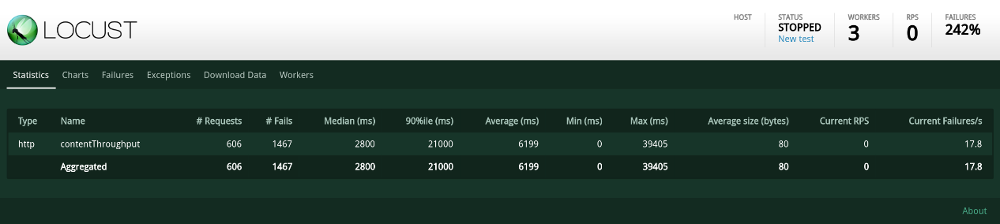 LOCUST
HOST
STATUS
STOPPED
New test
WORKERS
3
RPS
0
FAILURES
242%
Statistics Charts Failures Exceptions Download Data Workers
Type Name # Requests # Fails Median (ms) 90%ile (ms) Average (ms) Min (ms) Max (ms) Average size (bytes) Current RPS Current Failures/s
http contentThroughput 606 1467 2800 21000 6199 0 39405 80 0 17.8
Aggregated 606 1467 2800 21000 6199 0 39405 80 0 17.8
About